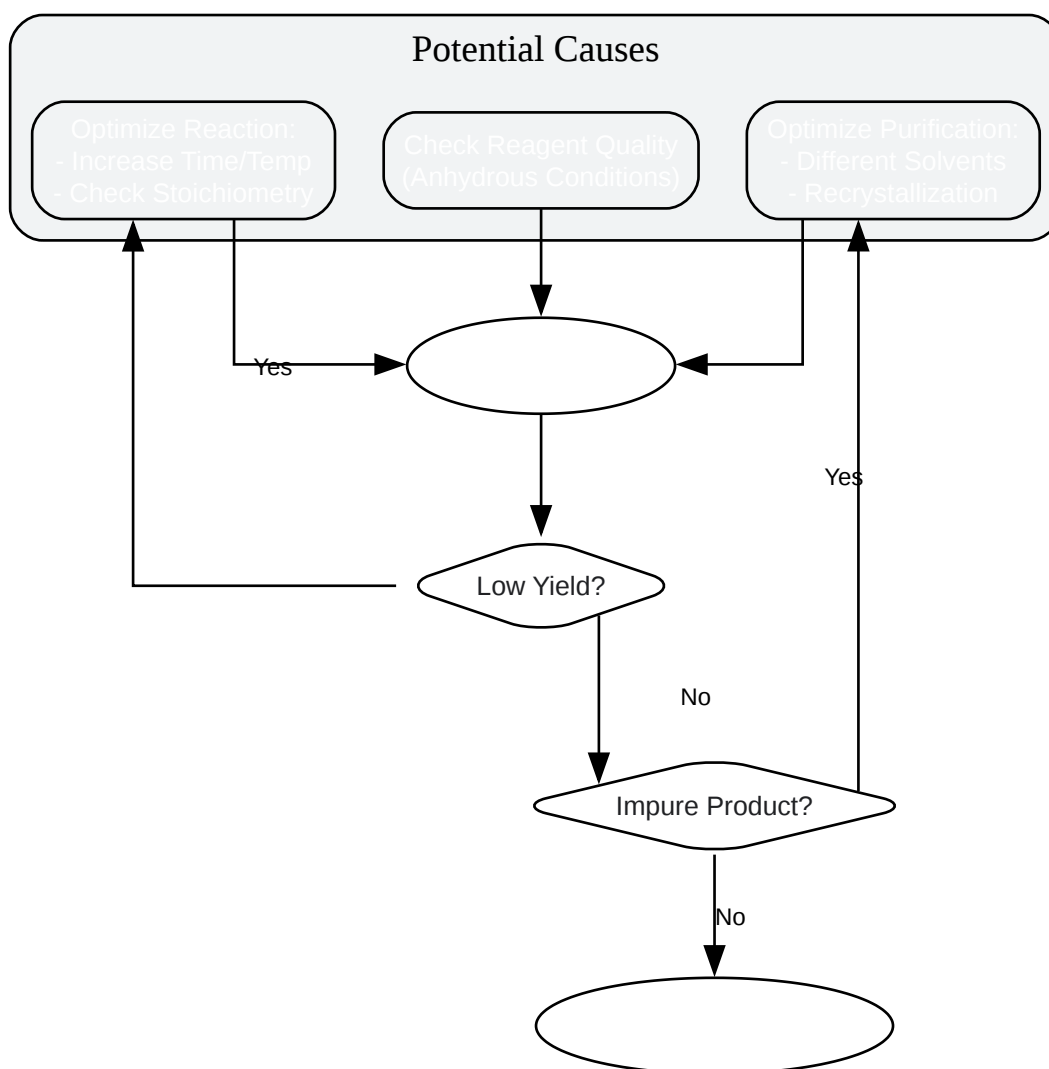 Potential Causes
Optimize Reaction:
- Increase Time/Temp
- Check Stoichiometry
Check Reagent Quality
(Anhydrous Conditions)
Optimize Purification:
- Different Solvents
- Recrystallization
Yes
Yes
Low Yield?
No
Impure Product?
No